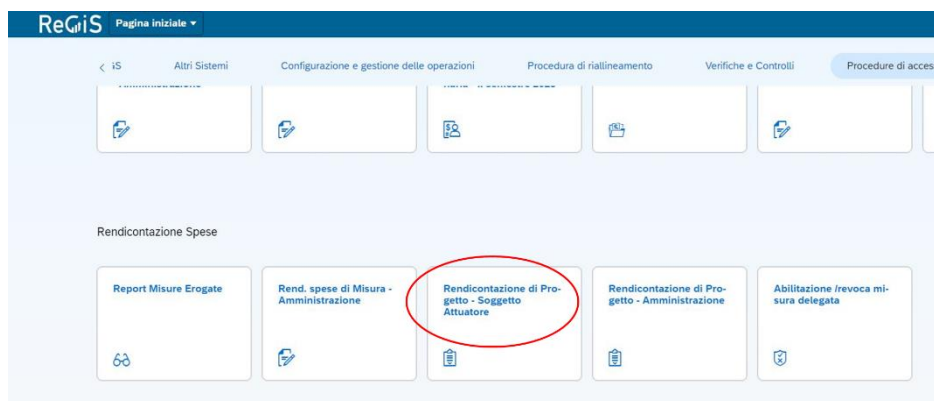 ReGiS Pagina iniziale
iS Altri Sistemi Configurazione e gestione delle operazioni Procedura di riallineamento Verifiche e Controlli Procedure di acces
Rendicontazione Spese
Report Misure Erogate
Rend. spese di Misura -
Amministrazione
Rendicontazione di Pro-
getto - Soggetto
Attuatore
Rendicontazione di Pro-
getto - Amministrazione
Abilitazione /revoca mi-
sura delegata